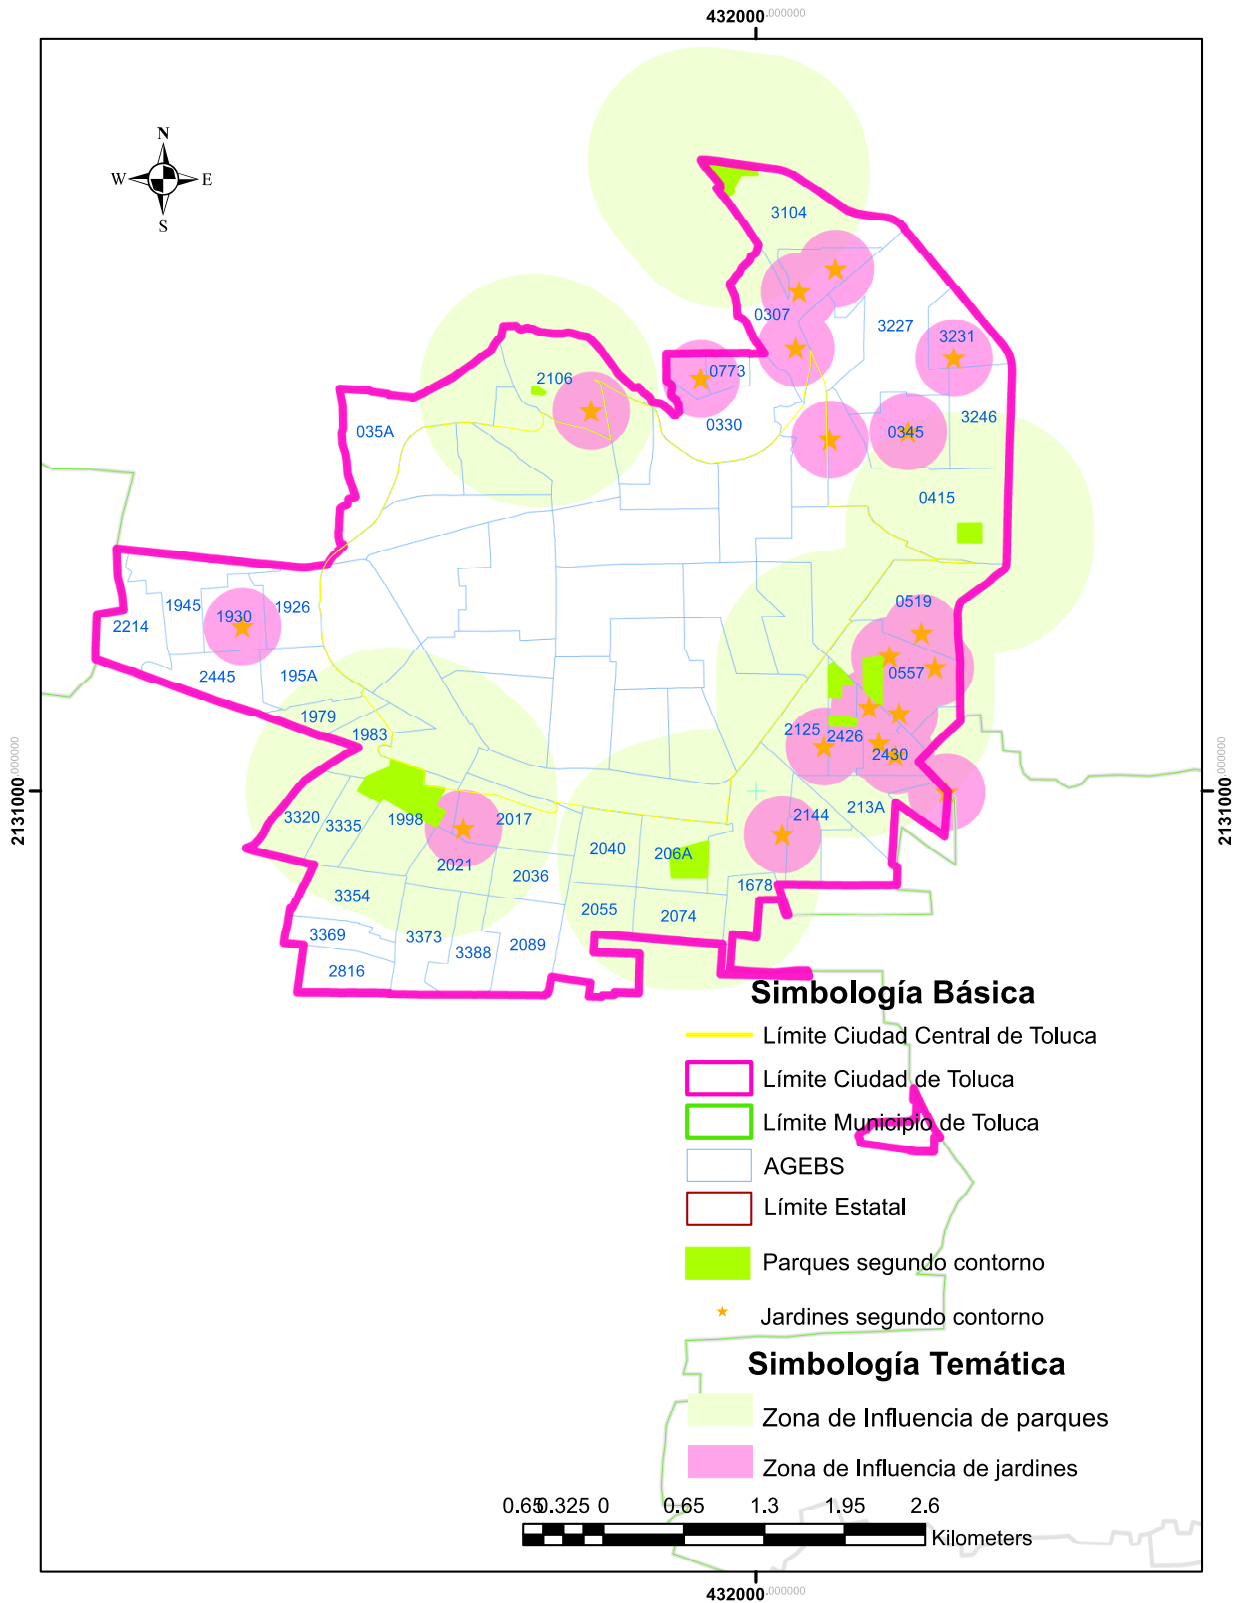 432000.000000
N
W E
S
3104
0307
3227
3231
2106
0773
035A
0330
0345
3246
0415
1945
1930
1926
2214
0519
2445
195A
0557
1979
1983
2125
2426
2430
2131000.000000
2131000.000000
3320
3335
1998
2017
2144
213A
2040
206A
2021
2036
1678
3354
2055
2074
3369
3373
3388
2089
2816
Simbología Básica
Límite Ciudad Central de Toluca
Límite Ciudad de Toluca
Límite Municipio de Toluca
AGEBS
Límite Estatal
Parques segundo contorno
Jardines segundo contorno
Simbología Temática
Zona de Influencia de parques
Zona de Influencia de jardines
0.65 0.325 0 0.65 1.3 1.95 2.6
Kilometers
432000.000000